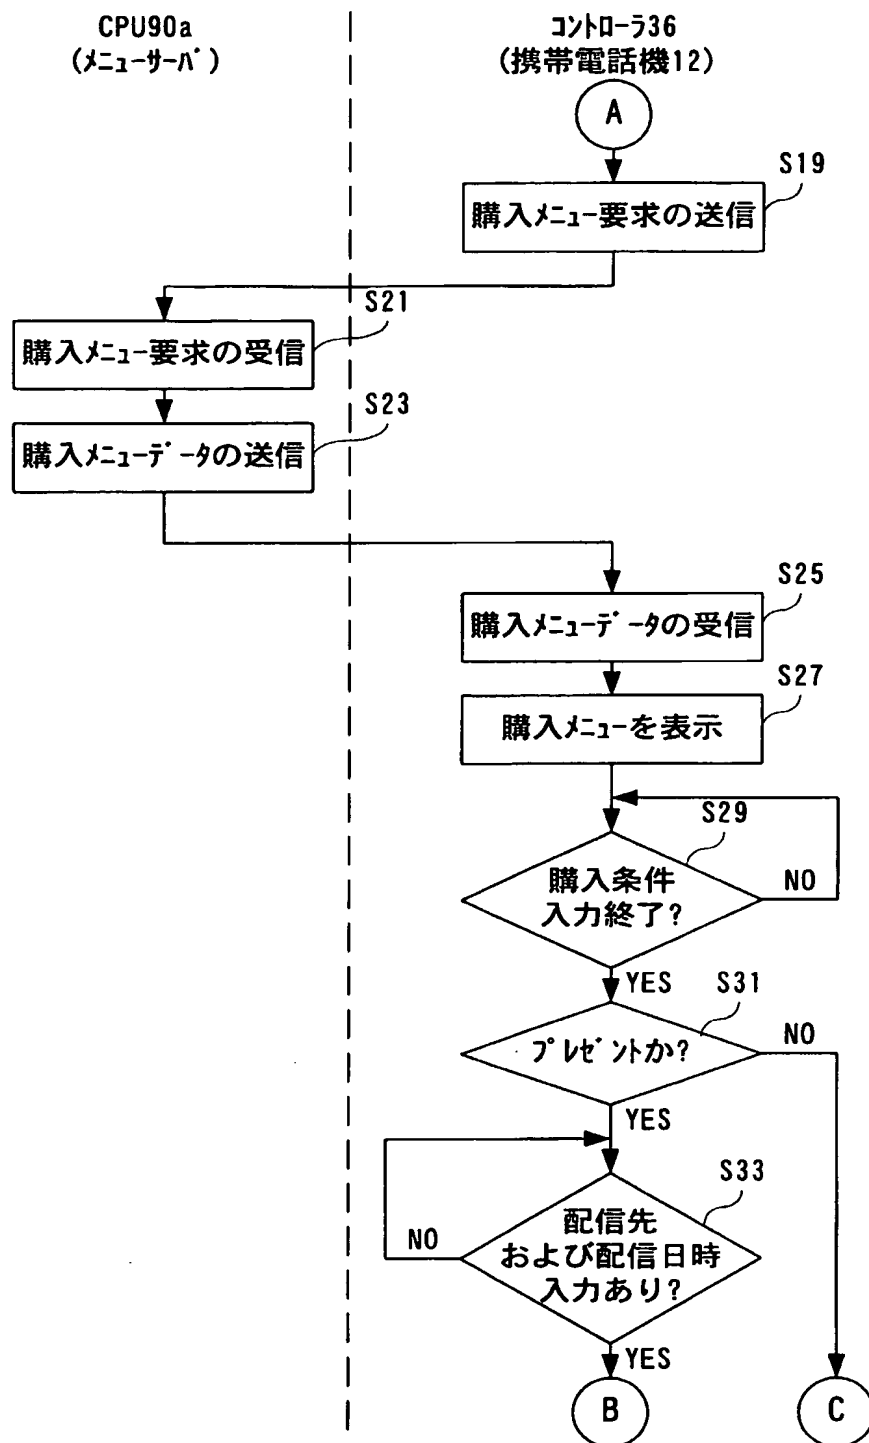 CPU90a
(ﾒﾆｭｰｻｰﾊﾞ)
ｺﾝﾄﾛｰﾗ36
(携帯電話機12)
A
S19
購入ﾒﾆｭｰ要求の送信
S21
購入ﾒﾆｭｰ要求の受信
S23
購入ﾒﾆｭｰﾃﾞｰﾀの送信
S25
購入ﾒﾆｭｰﾃﾞｰﾀの受信
S27
購入ﾒﾆｭｰを表示
S29
購入条件
入力終了?
NO
YES
S31
ﾌﾟﾚｾﾞﾝﾄか?
NO
YES
S33
配信先
および配信日時
入力あり?
NO
YES
B
C